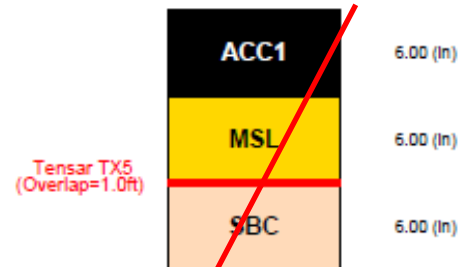 ACC1
6.00 (in)
MSL
6.00 (in)
Tensar TX5
(Overlap=1.0ft)
SBC
6.00 (in)